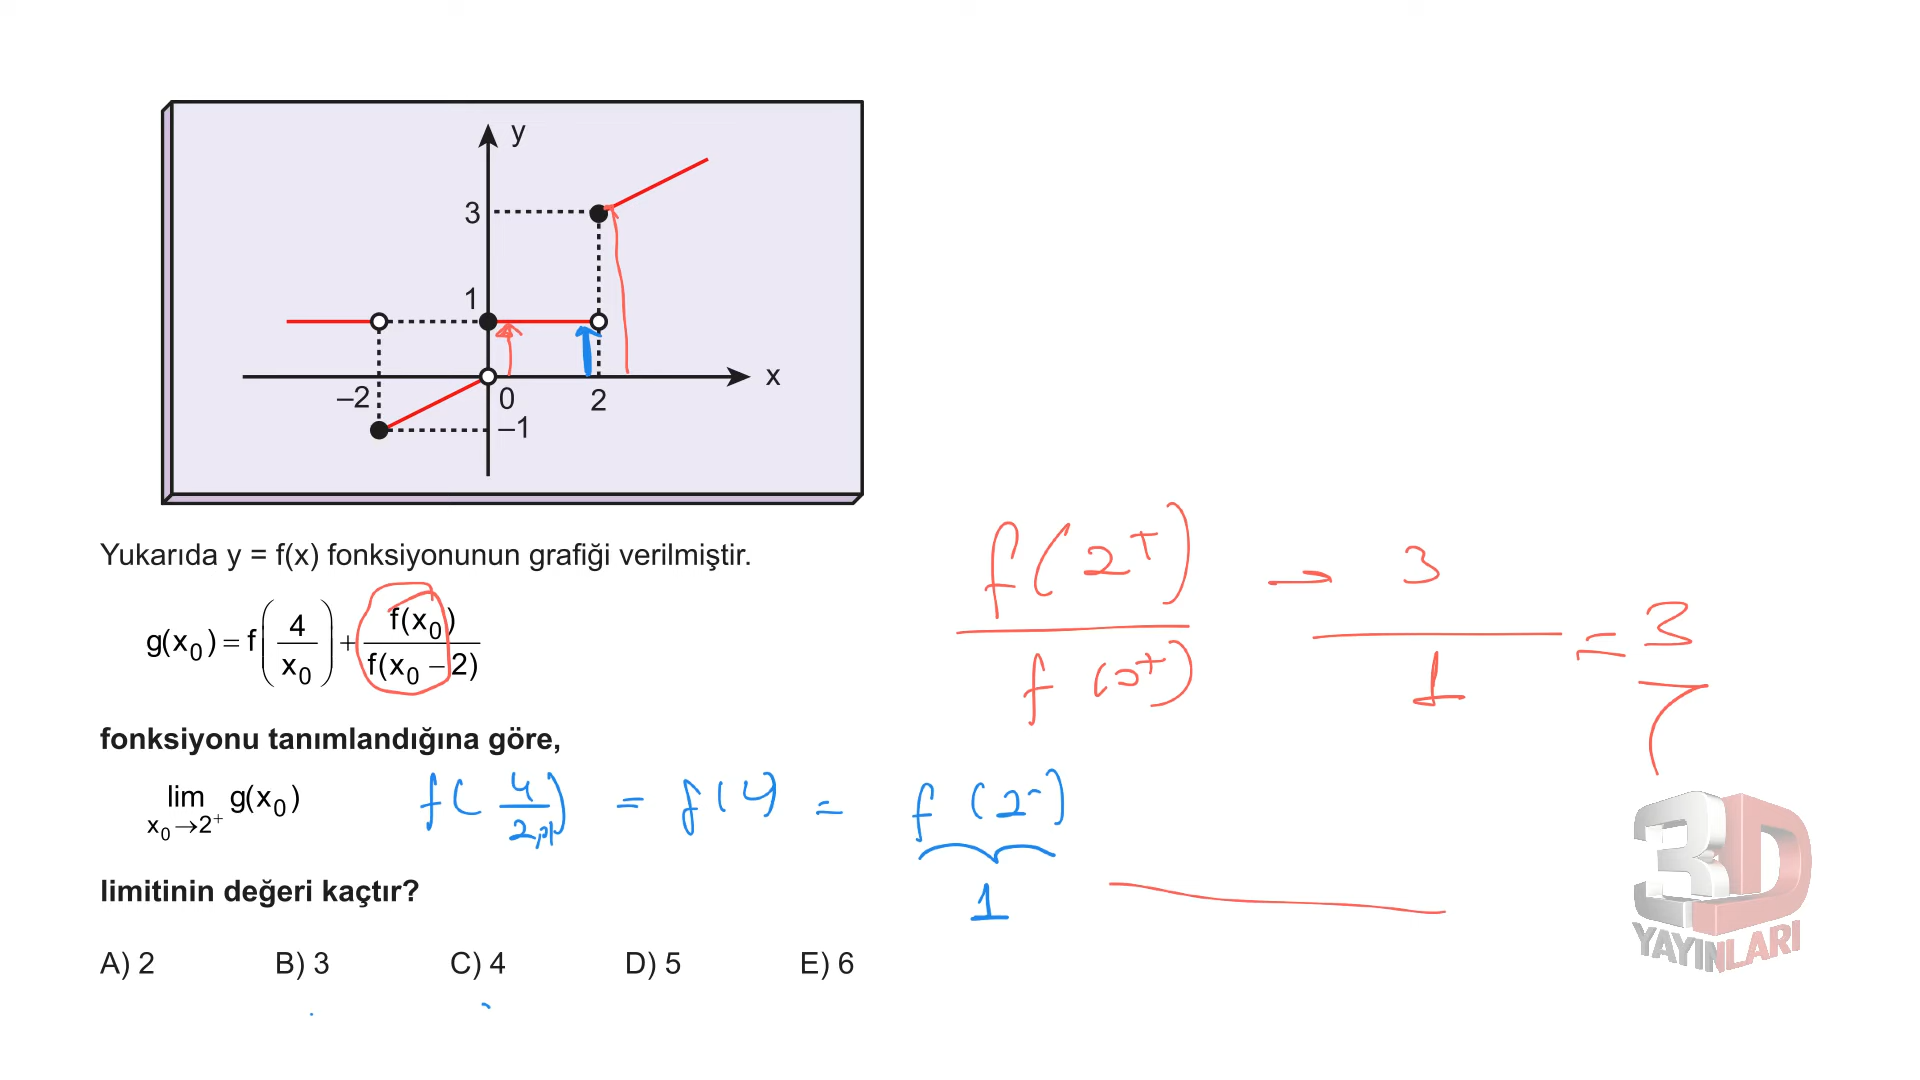 y
3
1
x
–2
0
2
–1
Yukarıda y = f(x) fonksiyonunun grafiği verilmiştir.
g(x₀) = f(4/x₀) + f(x₀)/f(x₀ – 2)
f(2⁺)/f(0⁺) → 3/1 = 3
fonksiyonu tanımlandığına göre,
lim x₀→2⁺ g(x₀)
= f(2⁻)
1
limitinin değeri kaçtır?
A) 2 B) 3 C) 4 D) 5 E) 6
3D
YAYINLARI